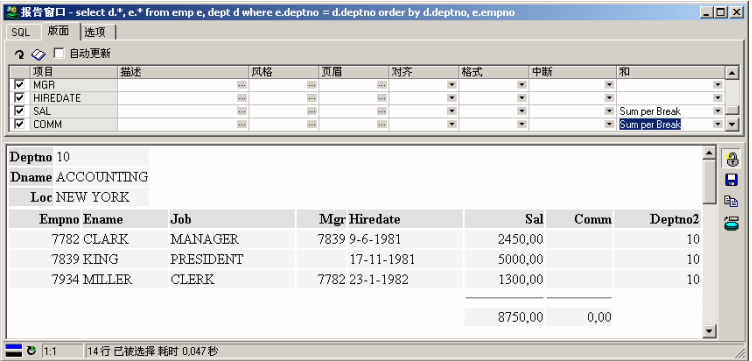 报告窗口 - select d.*, e.* from emp e, dept d where e.deptno = d.deptno order by d.deptno, e.empno
SQL 版面 选项
自动更新
项目 描述 风格 页眉 对齐 格式 中断 和
MGR
HIREDATE
SAL Sum per Break
COMM Sum per Break
Deptno 10
Dname ACCOUNTING
Loc NEW YORK
Empno Ename Job Mgr Hiredate Sal Comm Deptno2
7782 CLARK MANAGER 7839 9-6-1981 2450,00 10
7839 KING PRESIDENT 17-11-1981 5000,00 10
7934 MILLER CLERK 7782 23-1-1982 1300,00 10
8750,00 0,00
1:1 14行 已被选择 耗时 0.047秒